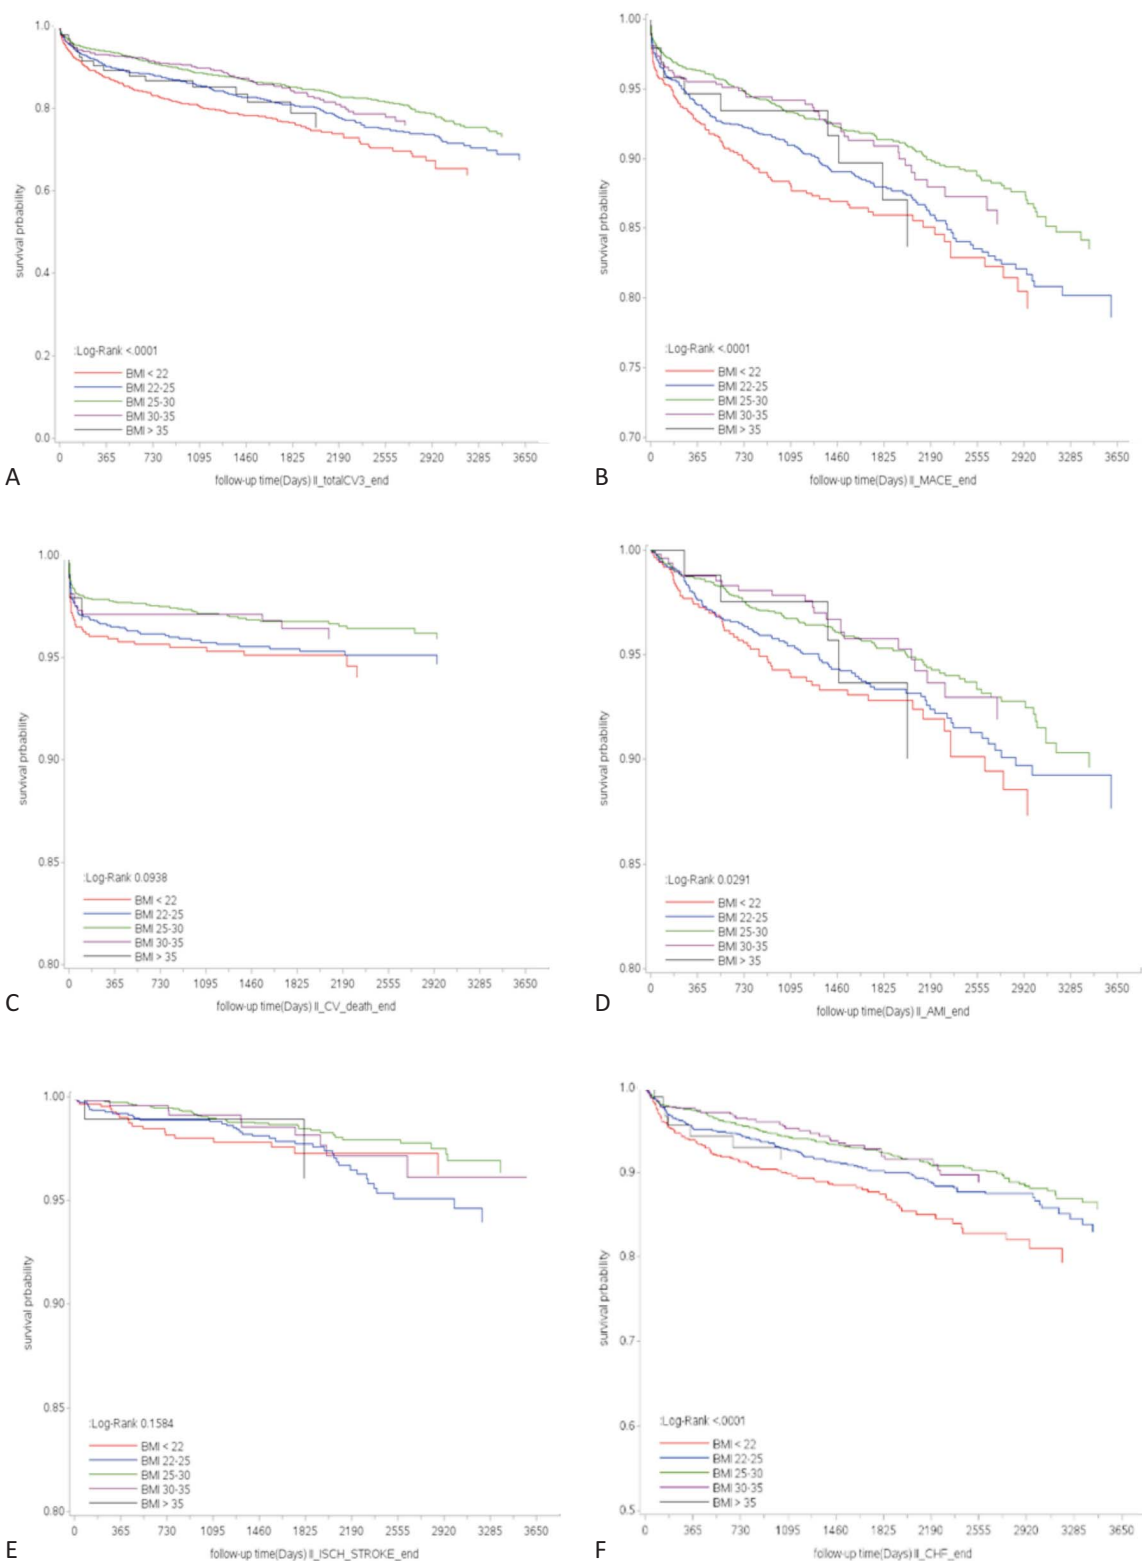 1.0
0.8
0.6
0.4
0.2
0.0
survival prbability
:Log-Rank <.0001
BMI < 22
BMI 22-25
BMI 25-30
BMI 30-35
BMI > 35
0 365 730 1095 1460 1825 2190 2555 2920 3285 3650
follow-up time(Days) II_totalCV3_end
A
1.00
0.95
0.90
0.85
0.80
0.75
0.70
survival prbability
:Log-Rank <.0001
BMI < 22
BMI 22-25
BMI 25-30
BMI 30-35
BMI > 35
0 365 730 1095 1460 1825 2190 2555 2920 3285 3650
follow-up time(Days) II_MACE_end
B
1.00
0.95
0.90
0.85
0.80
survival prbability
:Log-Rank 0.0938
BMI < 22
BMI 22-25
BMI 25-30
BMI 30-35
BMI > 35
0 365 730 1095 1460 1825 2190 2555 2920 3285 3650
follow-up time(Days) II_CV_death_end
C
1.00
0.95
0.90
0.85
0.80
survival prbability
:Log-Rank 0.0291
BMI < 22
BMI 22-25
BMI 25-30
BMI 30-35
BMI > 35
0 365 730 1095 1460 1825 2190 2555 2920 3285 3650
follow-up time(Days) II_AMI_end
D
1.00
0.95
0.90
0.85
0.80
survival prbability
:Log-Rank 0.1584
BMI < 22
BMI 22-25
BMI 25-30
BMI 30-35
BMI > 35
0 365 730 1095 1460 1825 2190 2555 2920 3285 3650
follow-up time(Days) II_ISCH_STROKE_end
E
1.0
0.9
0.8
0.7
0.6
0.5
survival prbability
:Log-Rank <.0001
BMI < 22
BMI 22-25
BMI 25-30
BMI 30-35
BMI > 35
0 365 730 1095 1460 1825 2190 2555 2920 3285 3650
follow-up time(Days) II_CHF_end
F